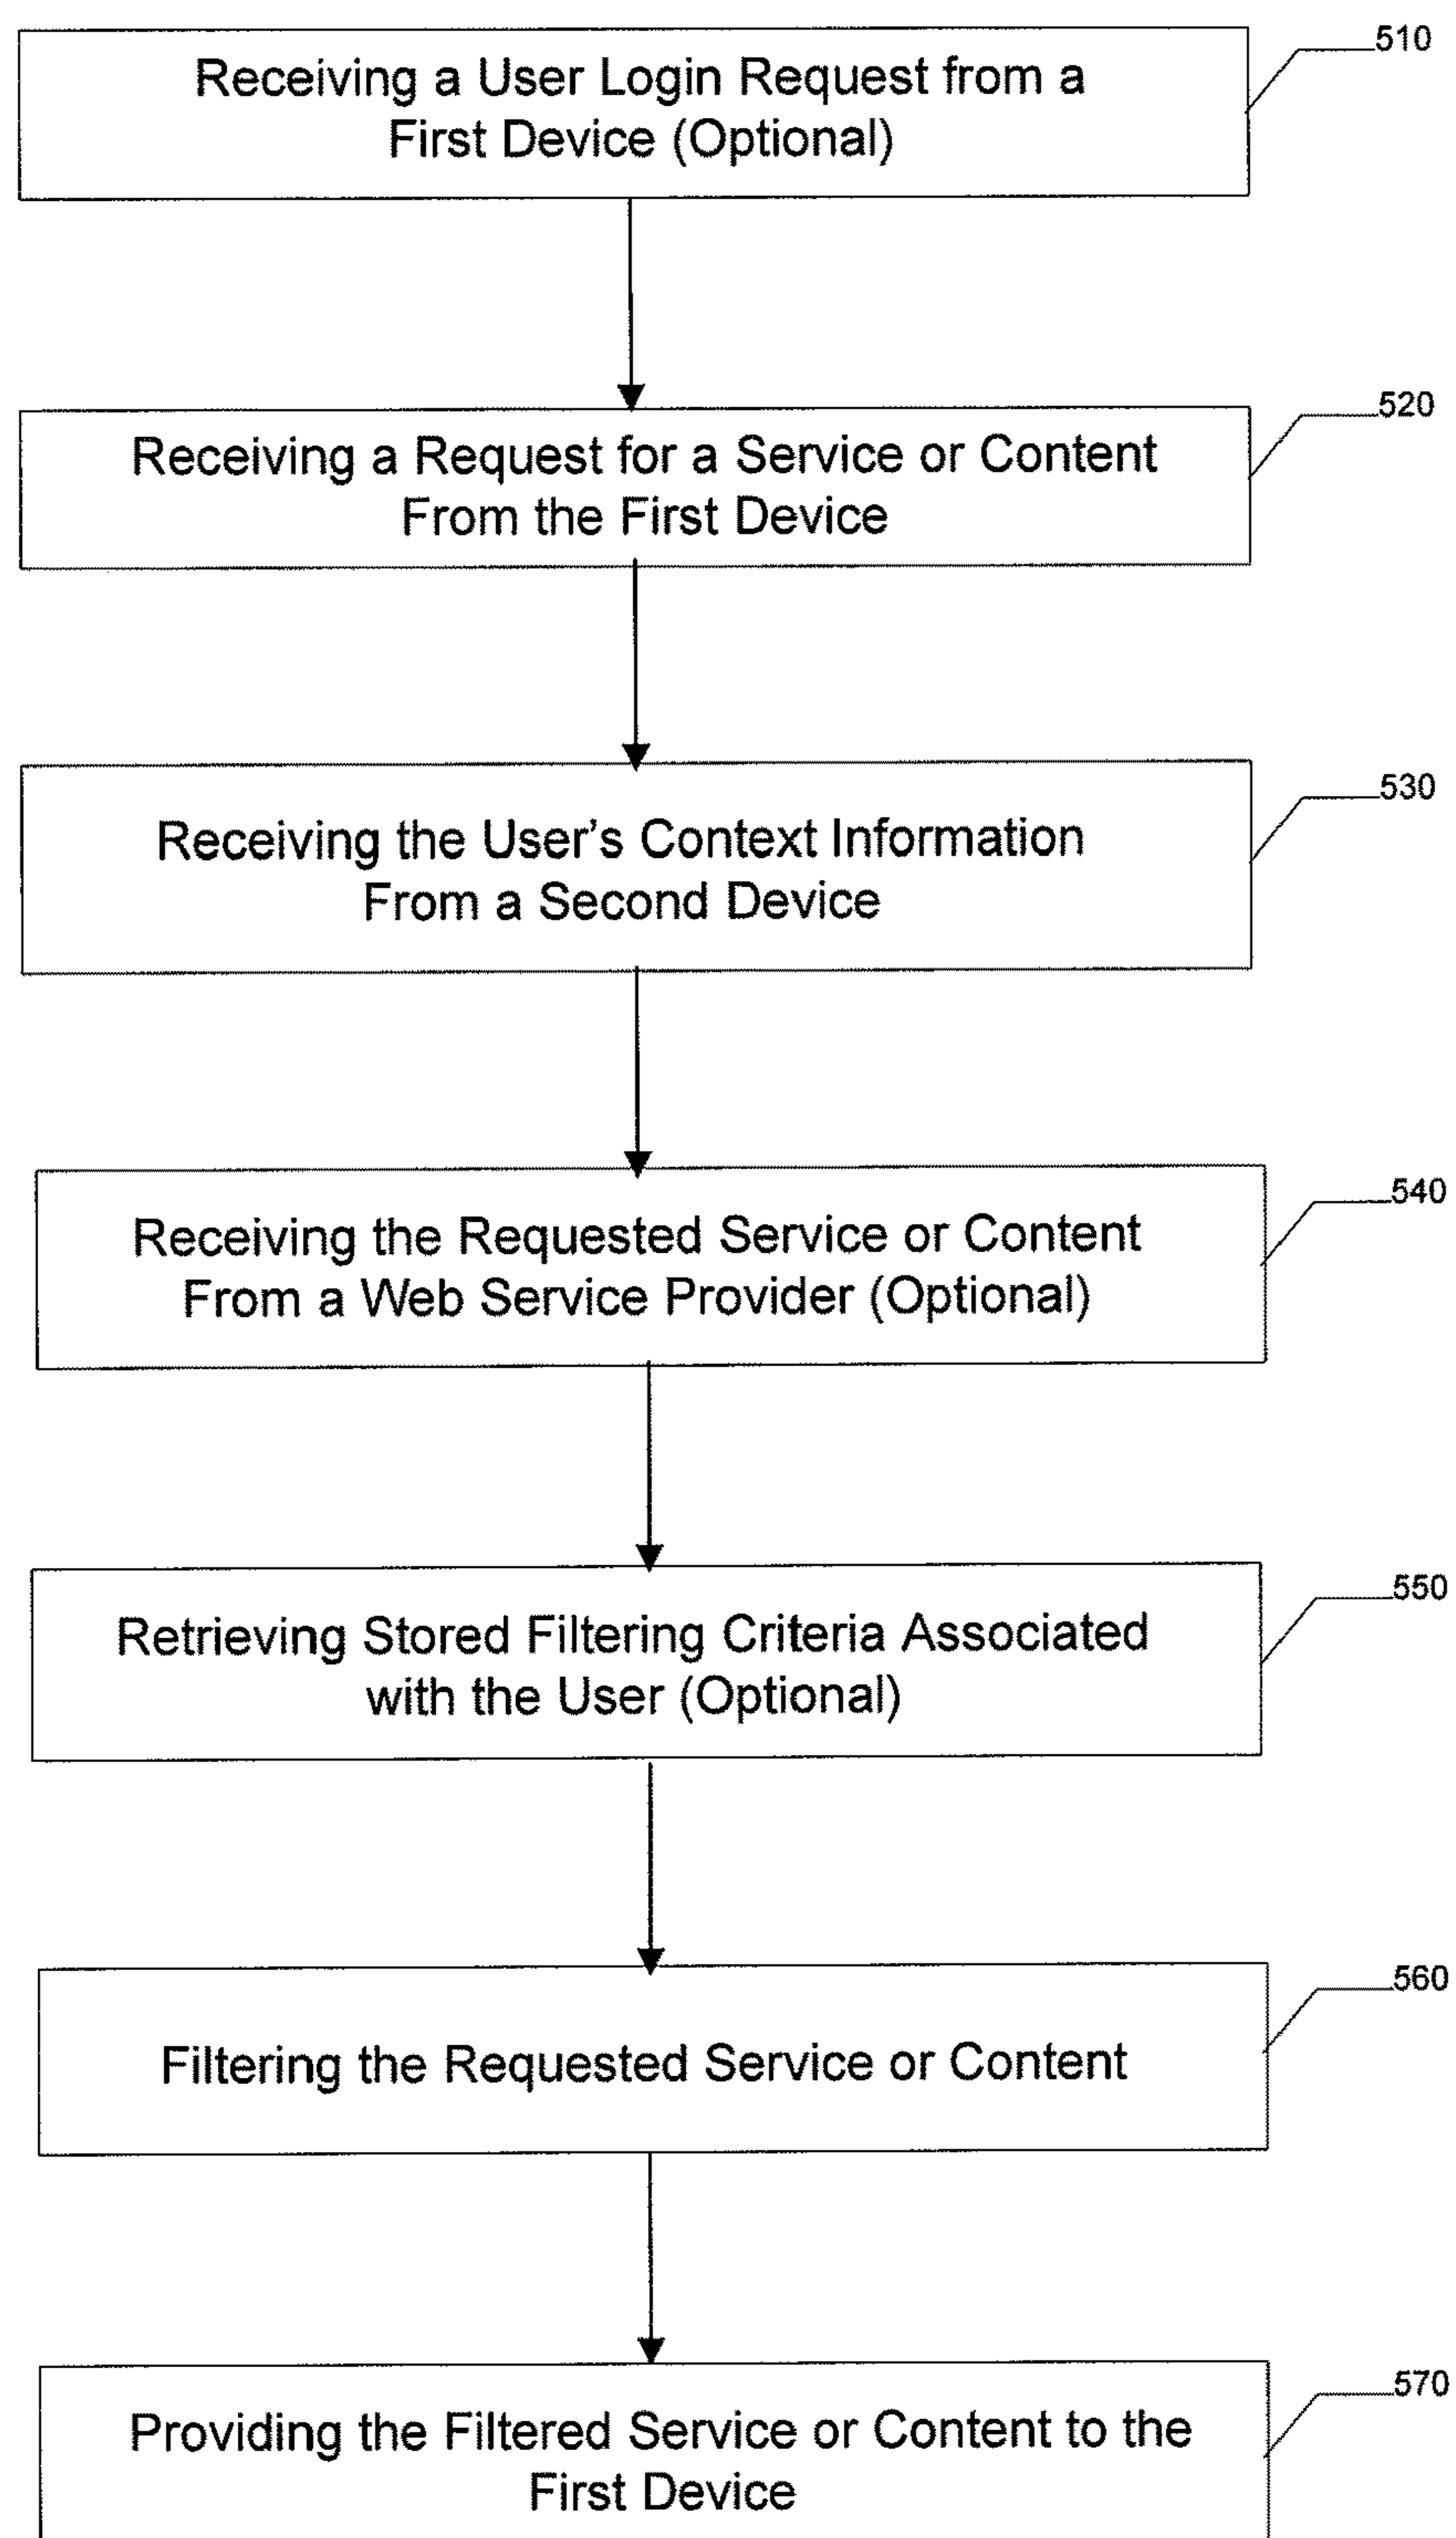 510
Receiving a User Login Request from a
First Device (Optional)
520
Receiving a Request for a Service or Content
From the First Device
530
Receiving the User's Context Information
From a Second Device
540
Receiving the Requested Service or Content
From a Web Service Provider (Optional)
550
Retrieving Stored Filtering Criteria Associated
with the User (Optional)
560
Filtering the Requested Service or Content
570
Providing the Filtered Service or Content to the
First Device